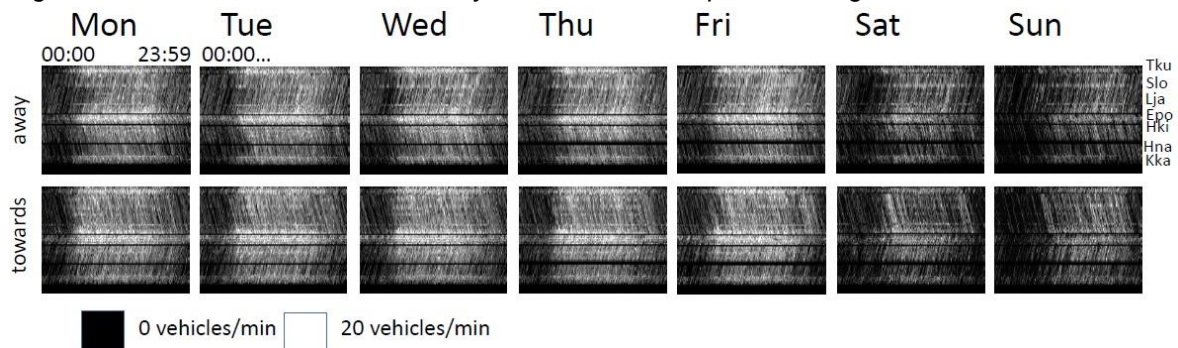 Mon Tue Wed Thu Fri Sat Sun
00:00 23:59 00:00...
away
Tku
Slo
Lja
Epo
Hki
Hna
Kka
towards
0 vehicles/min 20 vehicles/min